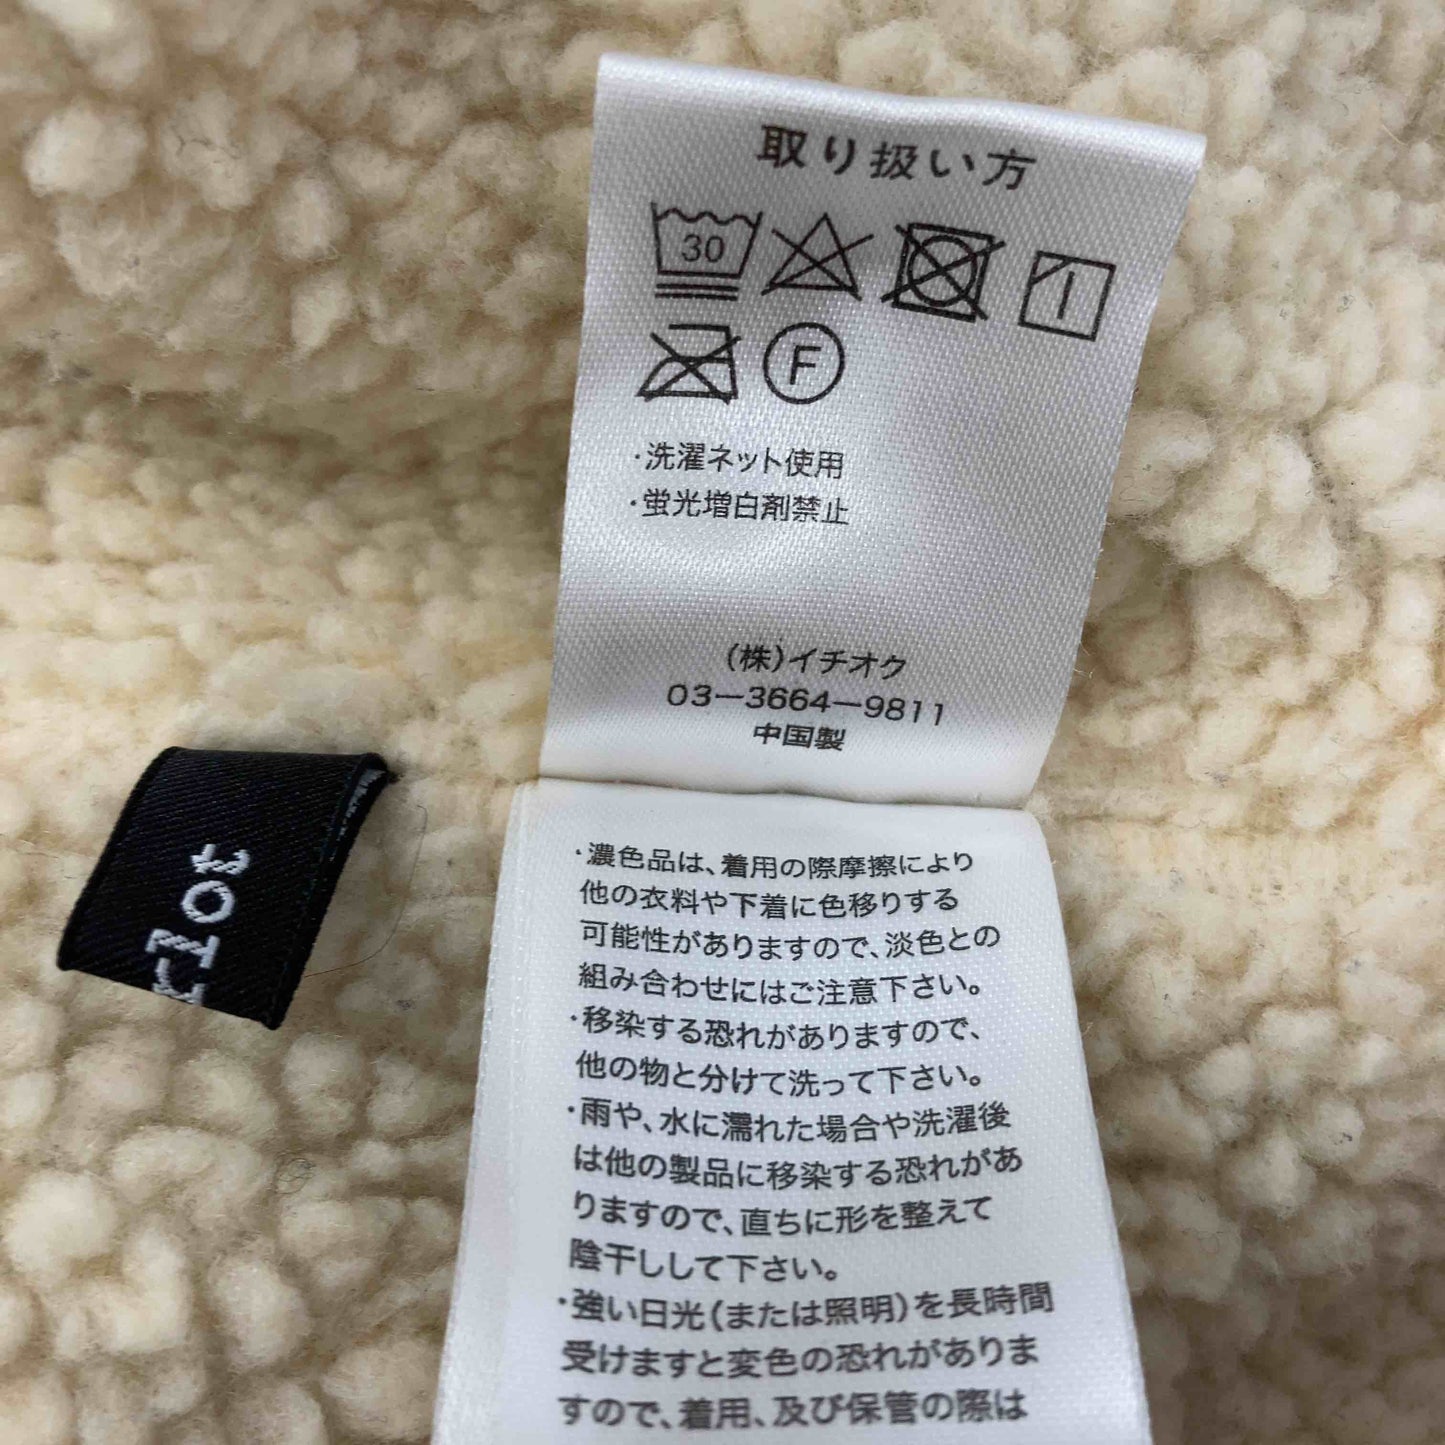 取り扱い方
30
F
・洗濯ネット使用
・蛍光増白剤禁止
(株)イチオク
03-3664-9811
中国製
・濃色品は、着用の際摩擦により
他の衣料や下着に色移りする
可能性がありますので、淡色との
組み合わせにはご注意下さい。
・移染する恐れがありますので、
他の物と分けて洗って下さい。
・雨や、水に濡れた場合や洗濯後
は他の製品に移染する恐れがあ
りますので、直ちに形を整えて
陰干しして下さい。
・強い日光(または照明)を長時間
受けますと変色の恐れがありま
すので、着用、及び保管の際は